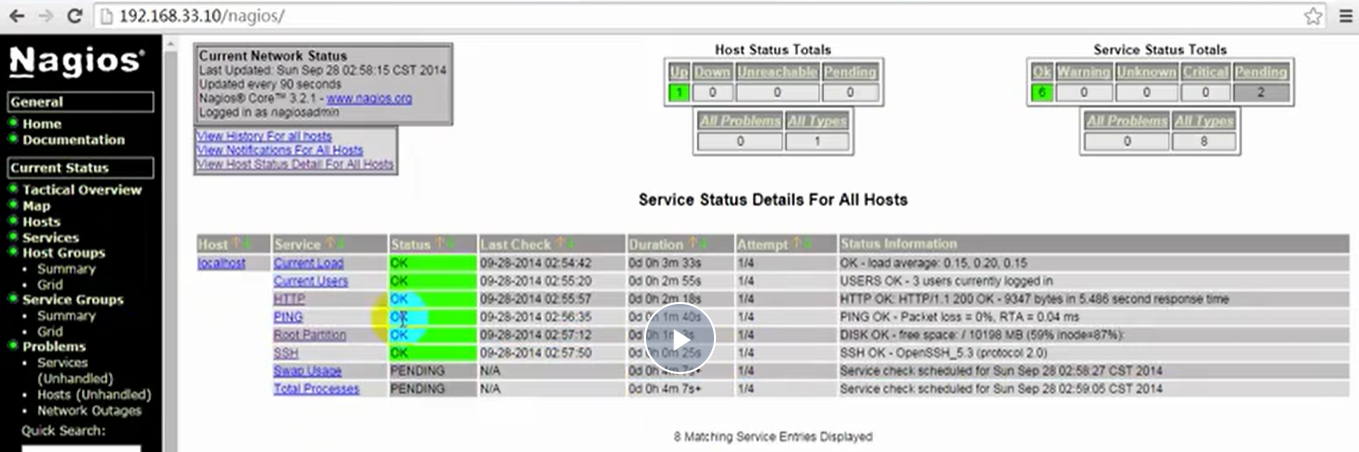 192.168.33.10/nagios/
Nagios®
General
Home
Documentation
Current Status
Tactical Overview
Map
Hosts
Services
Host Groups
Summary
Grid
Service Groups
Summary
Grid
Problems
Services
(Unhandled)
Hosts (Unhandled)
Network Outages
Quick Search:
Current Network Status
Last Updated: Sun Sep 28 02:58:15 CST 2014
Updated every 90 seconds
Nagios® Core™ 3.2.1 - www.nagios.org
Logged in as nagiosadmin
View History For all hosts
View Notifications For All Hosts
View Host Status Detail For All Hosts
Host Status Totals
Up Down Unreachable Pending
1 0 0 0
All Problems All Types
0 1
Service Status Totals
Ok Warning Unknown Critical Pending
6 0 0 0 2
All Problems All Types
0 8
Service Status Details For All Hosts
Host Service Status Last Check Duration Attempt Status Information
localhost Current Load OK 09-28-2014 02:54:42 0d 0h 3m 33s 1/4 OK - load average: 0.15, 0.20, 0.15
Current Users OK 09-28-2014 02:55:20 0d 0h 2m 55s 1/4 USERS OK - 3 users currently logged in
HTTP OK 09-28-2014 02:55:57 0d 0h 2m 18s 1/4 HTTP OK: HTTP/1.1 200 OK - 9347 bytes in 5.486 second response time
PING OK 09-28-2014 02:56:35 0d 0h 1m 40s 1/4 PING OK - Packet loss = 0%, RTA = 0.04 ms
Root Partition OK 09-28-2014 02:57:12 0d 0h 1/4 DISK OK - free space: / 10198 MB (59% inode=87%):
SSH OK 09-28-2014 02:57:50 0d 0h 0m 25s 1/4 SSH OK - OpenSSH_5.3 (protocol 2.0)
Swap Usage PENDING N/A 0d 0h 4m 7s+ 1/4 Service check scheduled for Sun Sep 28 02:58:27 CST 2014
Total Processes PENDING N/A 0d 0h 4m 7s+ 1/4 Service check scheduled for Sun Sep 28 02:59:05 CST 2014
8 Matching Service Entries Displayed